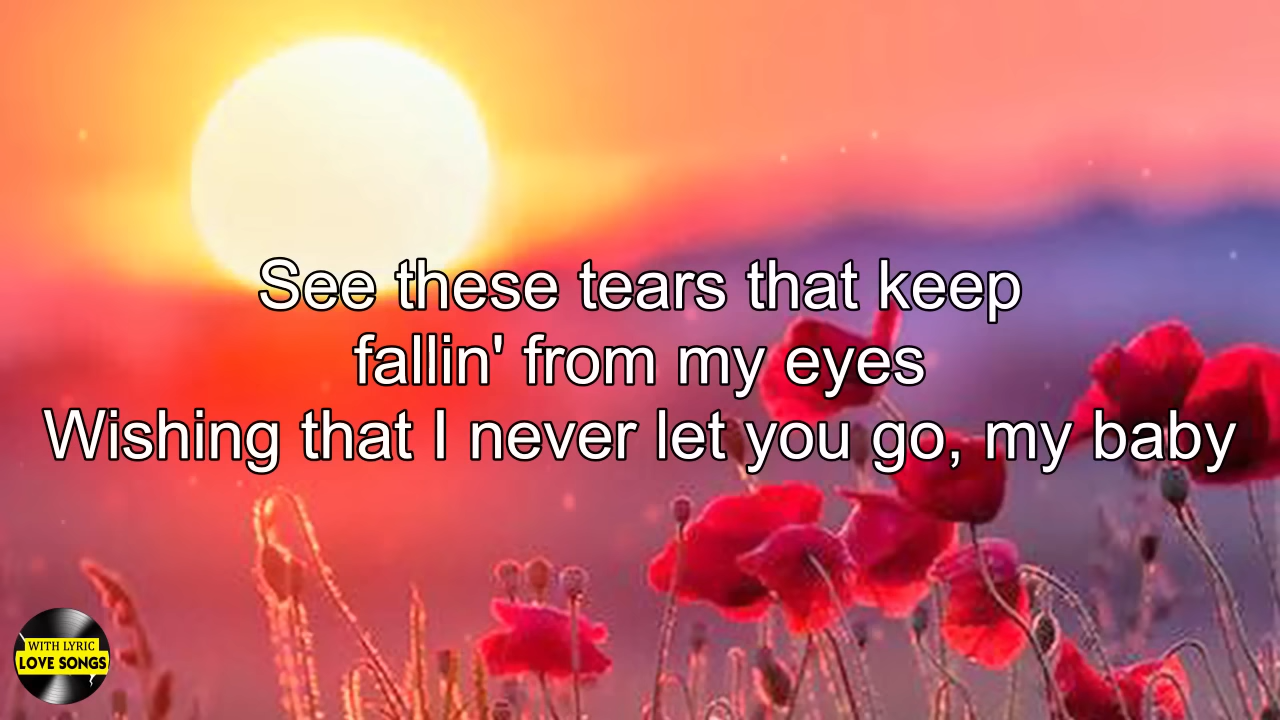 See these tears that keep
fallin' from my eyes
Wishing that I never let you go, my baby
WITH LYRIC
LOVE SONGS